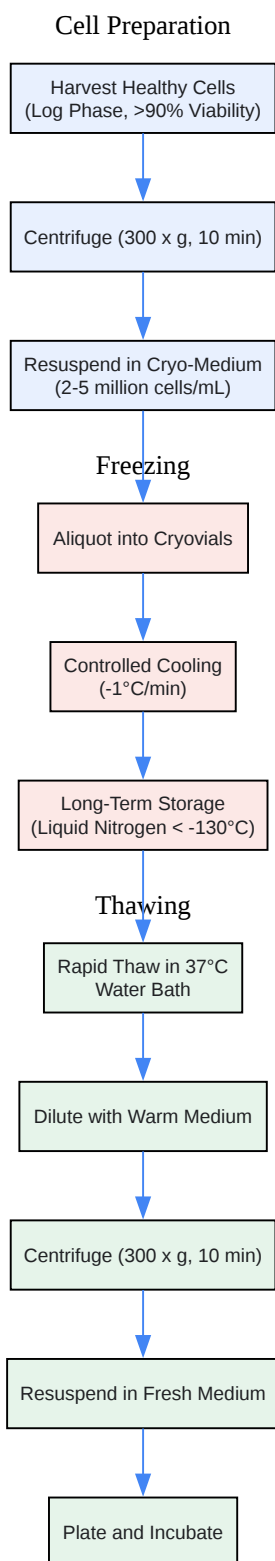 Cell Preparation
Harvest Healthy Cells
(Log Phase, >90% Viability)
Centrifuge (300 x g, 10 min)
Resuspend in Cryo-Medium
(2-5 million cells/mL)
Freezing
Aliquot into Cryovials
Controlled Cooling
(-1°C/min)
Long-Term Storage
(Liquid Nitrogen < -130°C)
Thawing
Rapid Thaw in 37°C
Water Bath
Dilute with Warm Medium
Centrifuge (300 x g, 10 min)
Resuspend in Fresh Medium
Plate and Incubate